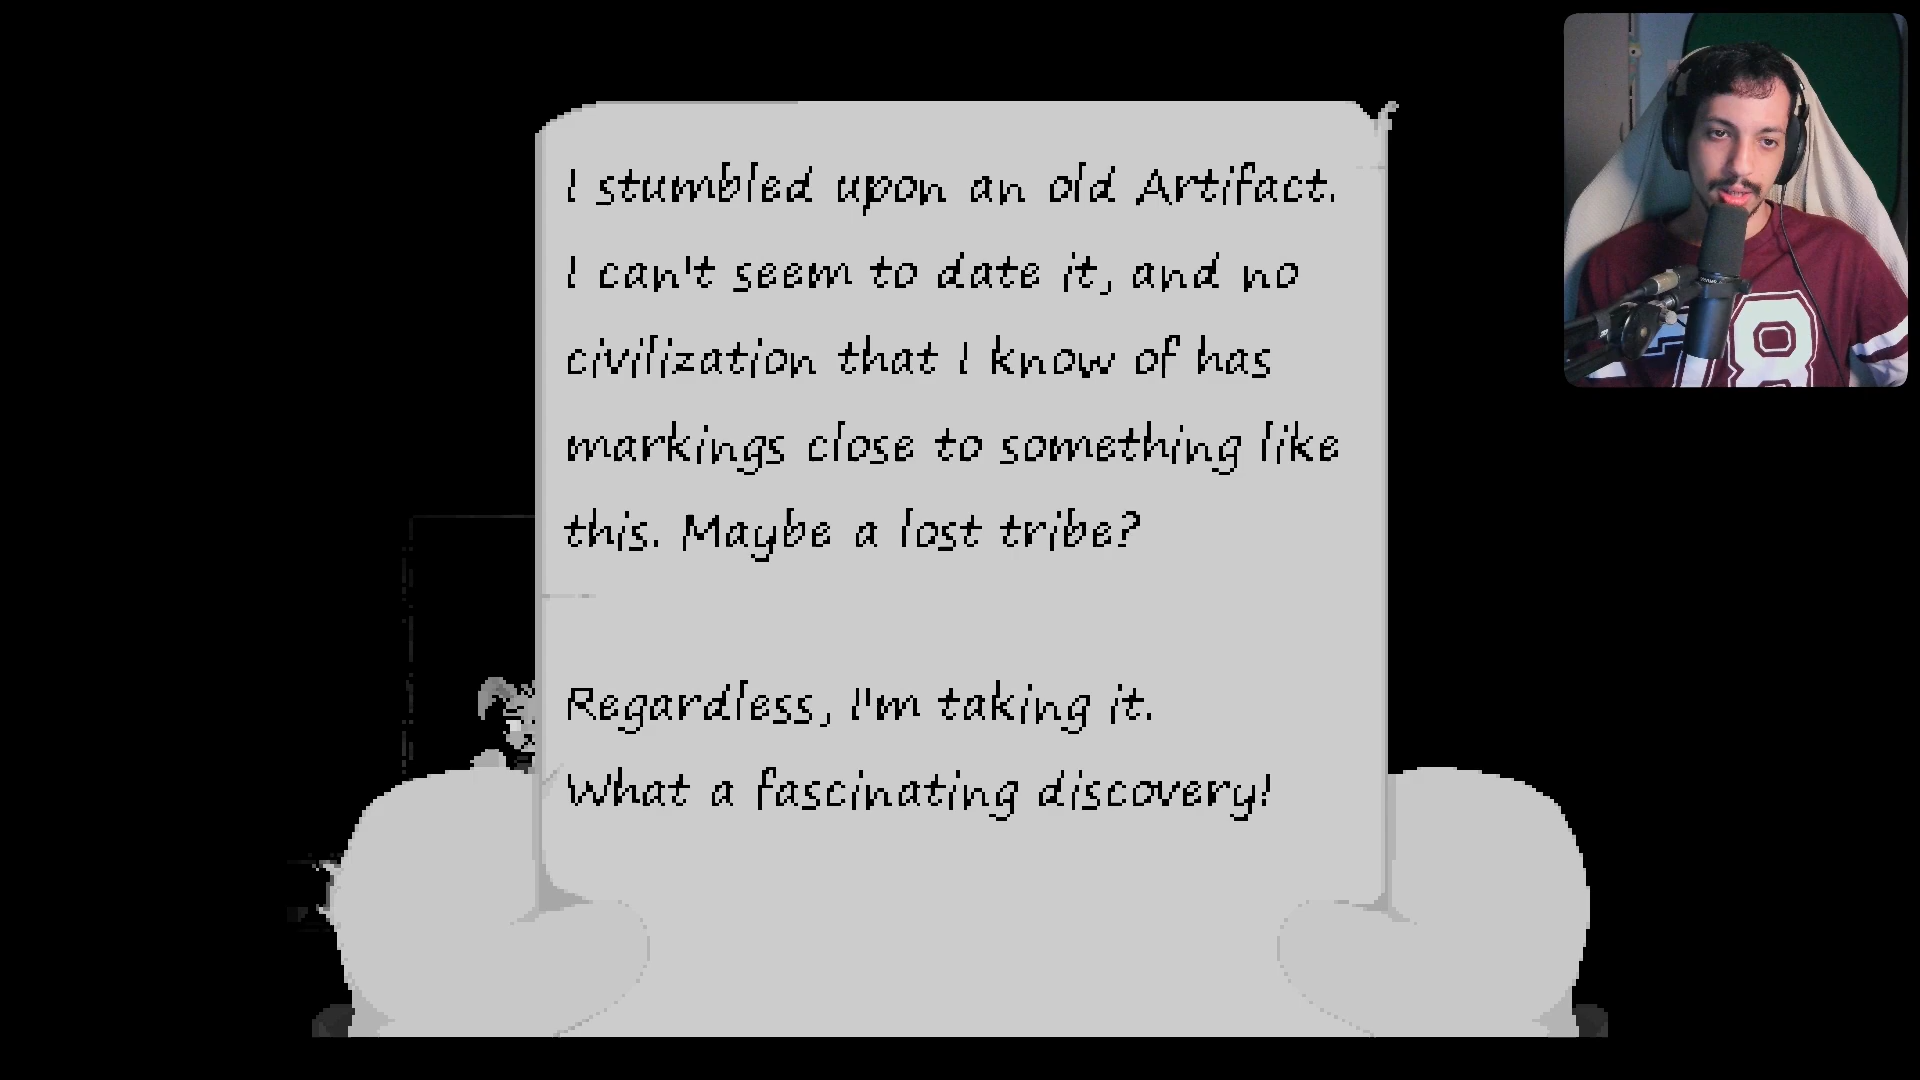 I stumbled upon an old Artifact.
I can't seem to date it, and no
civilization that I know of has
markings close to something like
this. Maybe a lost tribe?
Regardless, I'm taking it.
What a fascinating discovery!
78